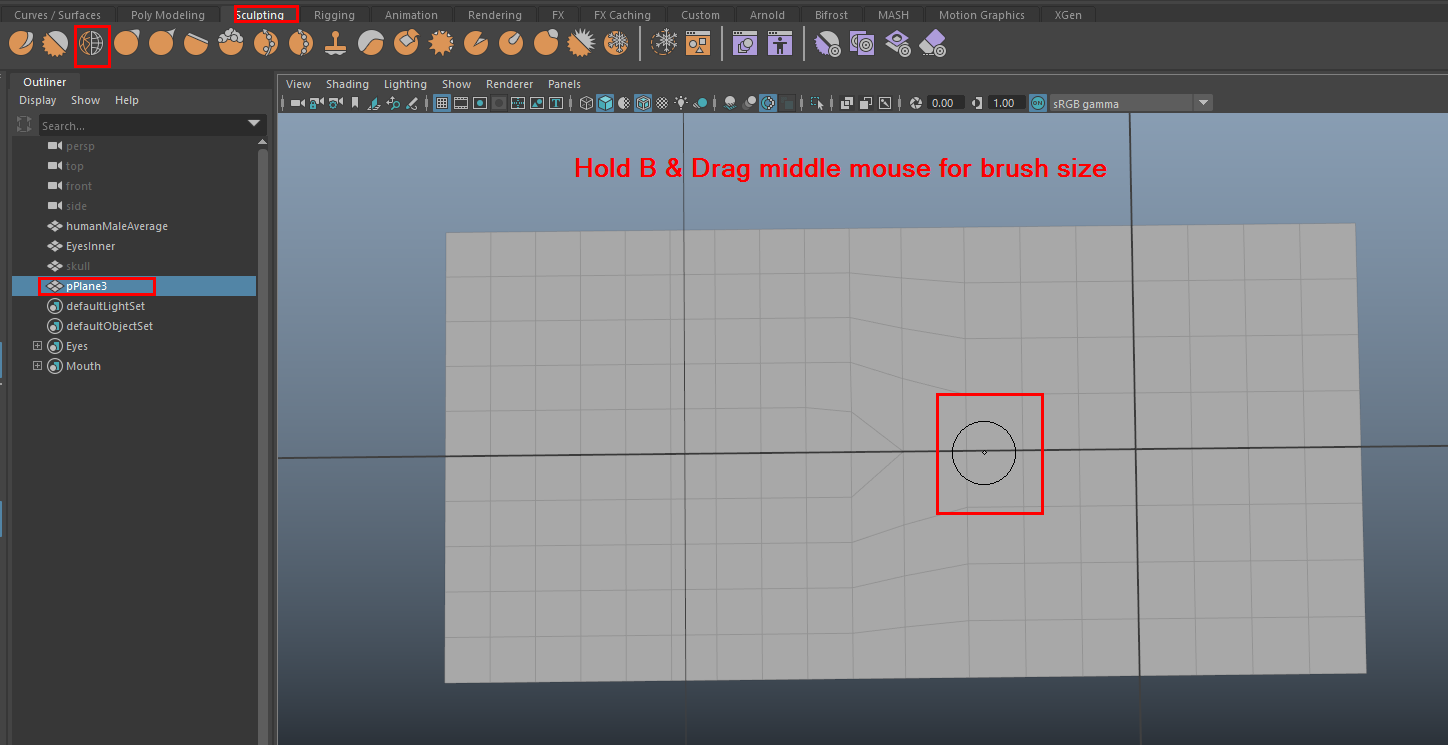 Curves / Surfaces Poly Modeling Sculpting Rigging Animation Rendering FX FX Caching Custom Arnold Bifrost MASH Motion Graphics XGen
Outliner
Display Show Help
Search...
persp
top
front
side
humanMaleAverage
EyesInner
skull
pPlane3
defaultLightSet
defaultObjectSet
Eyes
Mouth
View Shading Lighting Show Renderer Panels
0.00 1.00 ON sRGB gamma
Hold B & Drag middle mouse for brush size